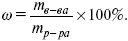 ω = m_{в-ва} / m_{р-ра} × 100%.